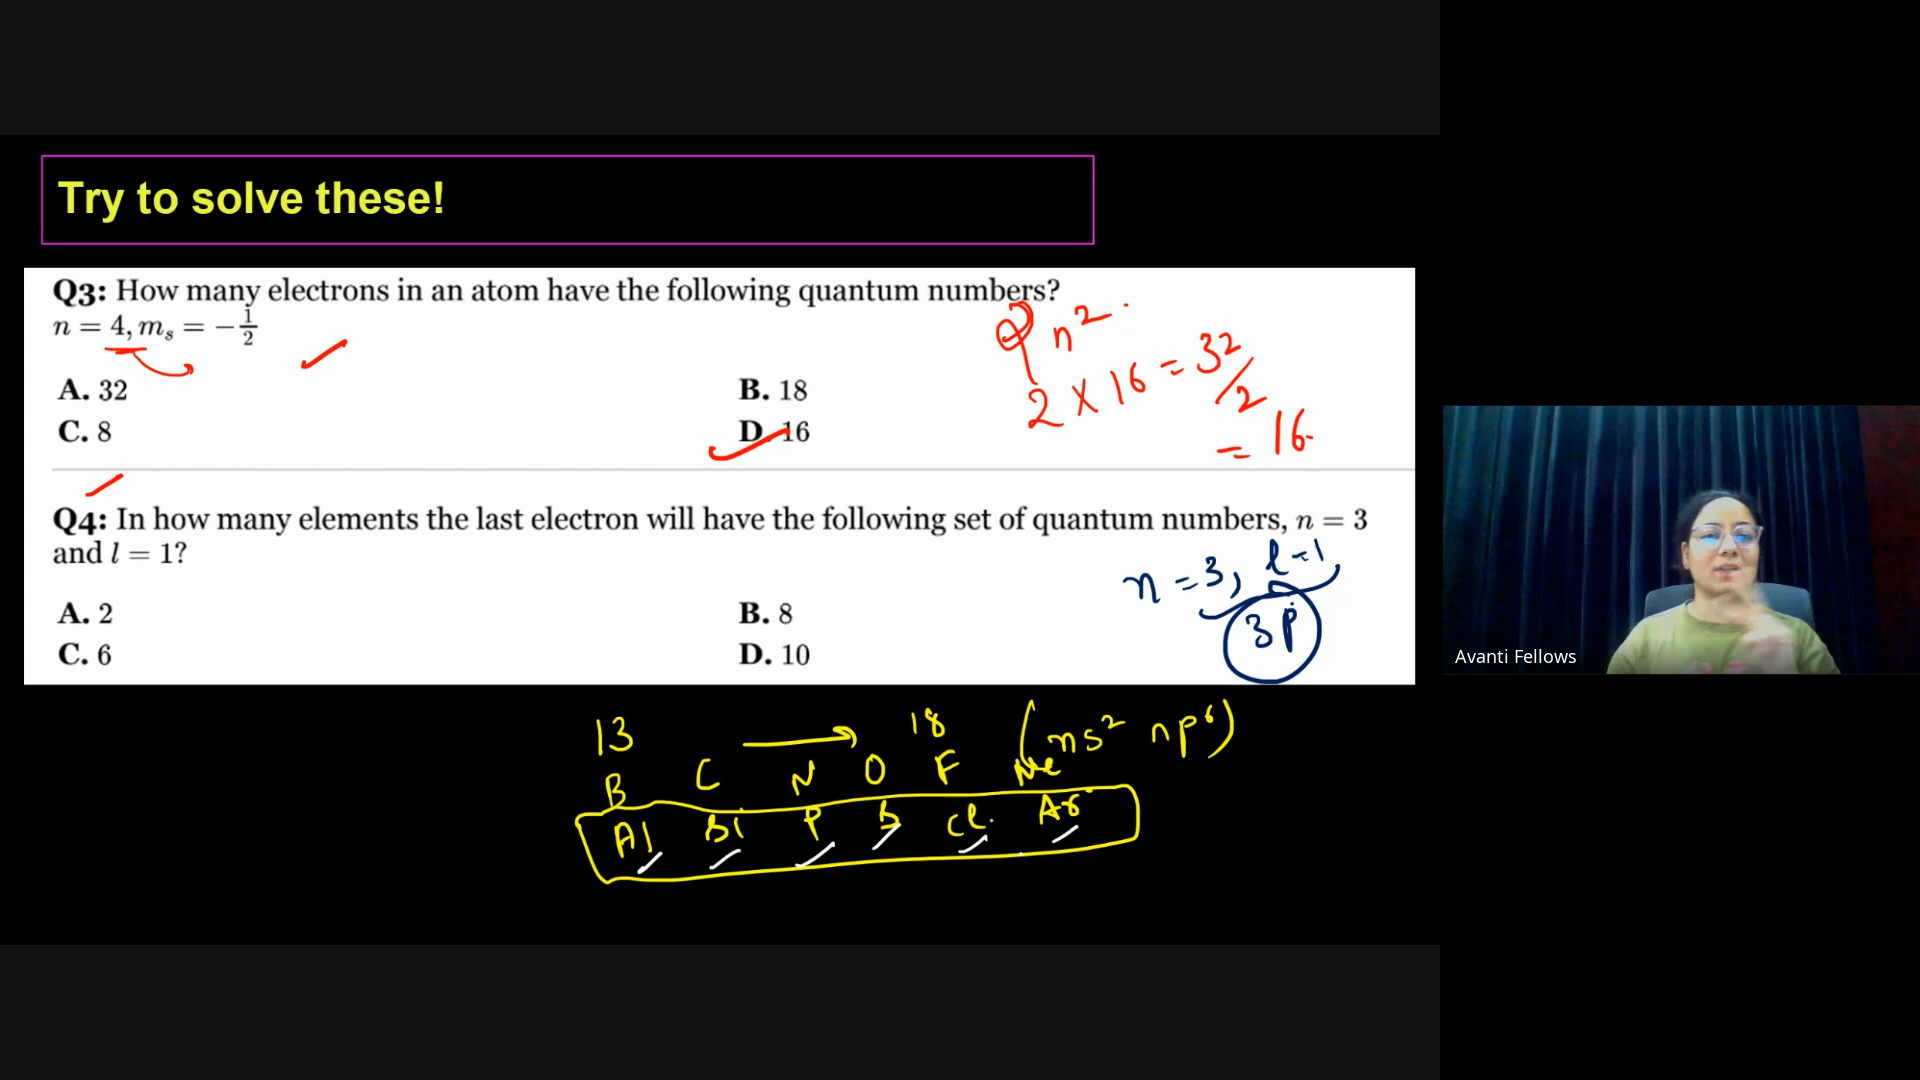 Try to solve these!
Q3: How many electrons in an atom have the following quantum numbers?
n = 4, mₛ = −1/2
A. 32
B. 18
C. 8
D. 16
2n².
2 × 16 = 32/2
= 16.
Q4: In how many elements the last electron will have the following set of quantum numbers, n = 3
and l = 1?
n = 3, l = 1
3p
A. 2
B. 8
C. 6
D. 10
13 → 18 (ns² np⁶)
B C N O F Ne
Al Si P S Cl. Ar
Avanti Fellows